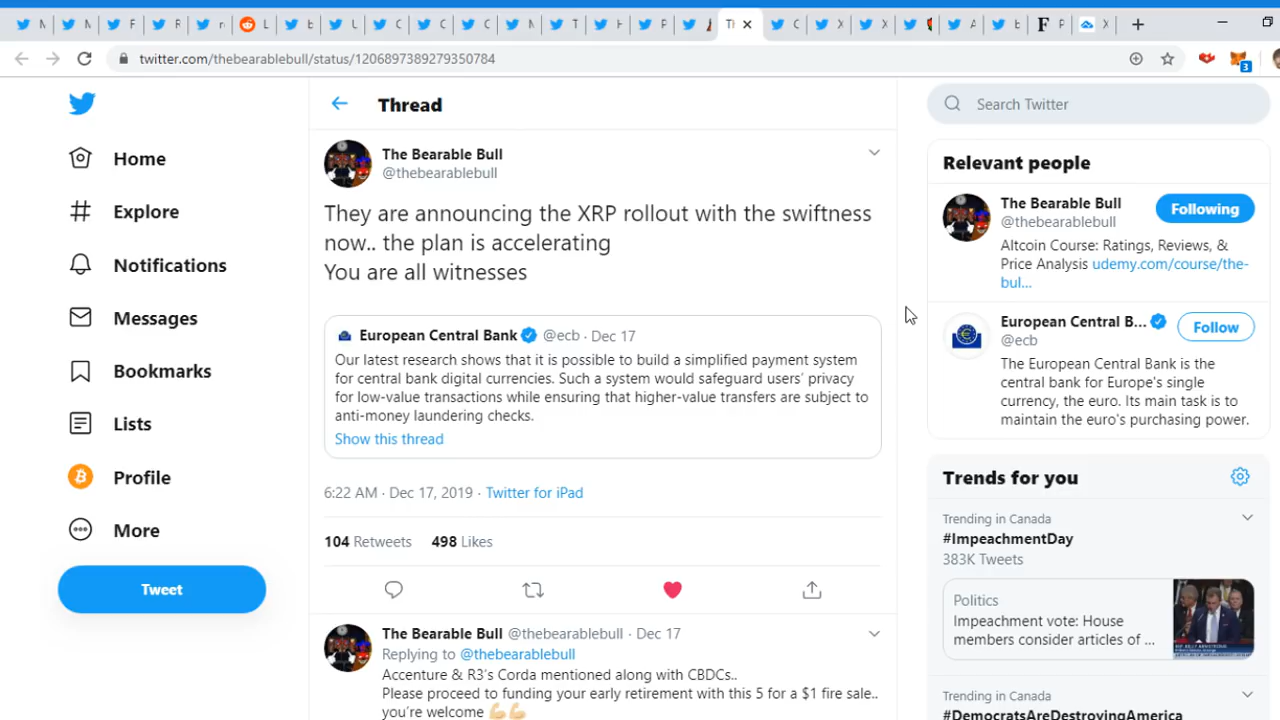 twitter.com/thebearablebull/status/1206897389279350784
3
Home
Explore
Notifications
Messages
Bookmarks
Lists
Profile
More
Tweet
Thread
The Bearable Bull
@thebearablebull
They are announcing the XRP rollout with the swiftness
now.. the plan is accelerating
You are all witnesses
European Central Bank @ecb · Dec 17
Our latest research shows that it is possible to build a simplified payment system
for central bank digital currencies. Such a system would safeguard users' privacy
for low-value transactions while ensuring that higher-value transfers are subject to
anti-money laundering checks.
Show this thread
6:22 AM · Dec 17, 2019 · Twitter for iPad
104 Retweets 498 Likes
The Bearable Bull @thebearablebull · Dec 17
Replying to @thebearablebull
Accenture & R3's Corda mentioned along with CBDCs..
Please proceed to funding your early retirement with this 5 for a $1 fire sale..
you're welcome 💪🏻💪🏻
Search Twitter
Relevant people
The Bearable Bull
@thebearablebull
Following
Altcoin Course: Ratings, Reviews, &
Price Analysis udemy.com/course/the-
bul...
European Central B...
@ecb
Follow
The European Central Bank is the
central bank for Europe's single
currency, the euro. Its main task is to
maintain the euro's purchasing power.
Trends for you
Trending in Canada
#ImpeachmentDay
383K Tweets
Politics
Impeachment vote: House
members consider articles of ...
Trending in Canada
#DemocratsAreDestroyingAmerica